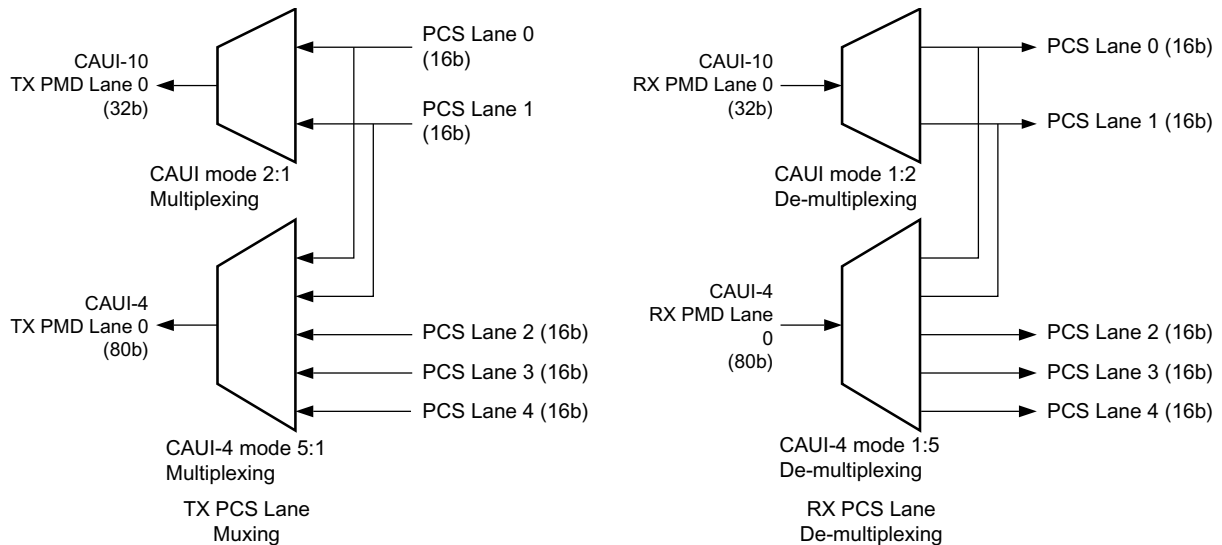 CAUI-10
TX PMD Lane 0
(32b)
PCS Lane 0
(16b)
PCS Lane 1
(16b)
CAUI mode 2:1
Multiplexing
CAUI-4
TX PMD Lane 0
(80b)
PCS Lane 2 (16b)
PCS Lane 3 (16b)
PCS Lane 4 (16b)
CAUI-4 mode 5:1
Multiplexing
TX PCS Lane
Muxing
CAUI-10
RX PMD Lane 0
(32b)
PCS Lane 0 (16b)
PCS Lane 1 (16b)
CAUI mode 1:2
De-multiplexing
CAUI-4
RX PMD Lane
0
(80b)
PCS Lane 2 (16b)
PCS Lane 3 (16b)
PCS Lane 4 (16b)
CAUI-4 mode 1:5
De-multiplexing
RX PCS Lane
De-multiplexing